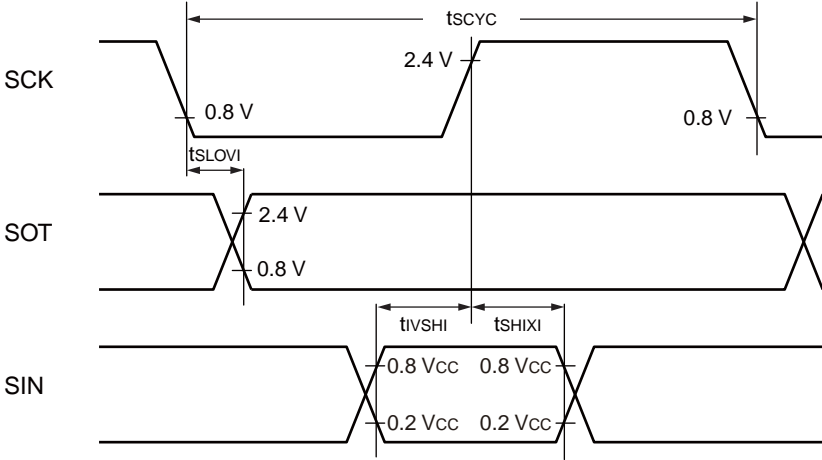 tSCYC
SCK
2.4 V
0.8 V
0.8 V
tSLOVI
SOT
2.4 V
0.8 V
tIVSHI
tSHIXI
SIN
0.8 VCC
0.8 VCC
0.2 VCC
0.2 VCC